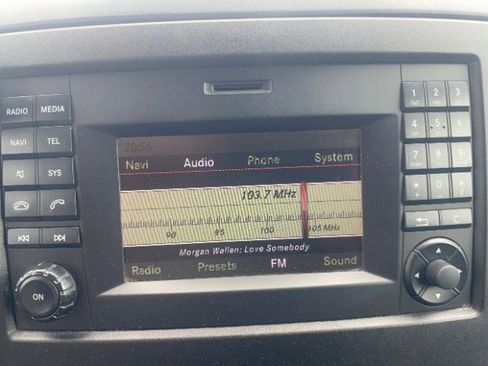 20:56
Navi Audio Phone System
103.7 MHz
90 95 100 105 MHz
Morgan Wallen: Love Somebody
Radio Presets FM Sound
RADIO MEDIA
NAVI TEL
SYS
ON
1 2 3
4 5 6
7 8 9
C